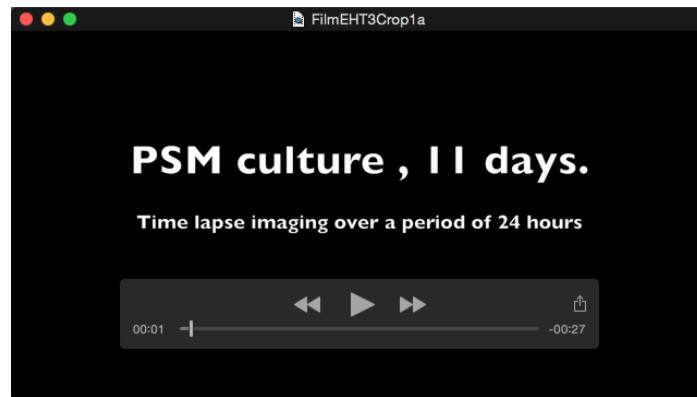 FilmEHT3Crop1a
PSM culture , 11 days.
Time lapse imaging over a period of 24 hours
00:01
-00:27